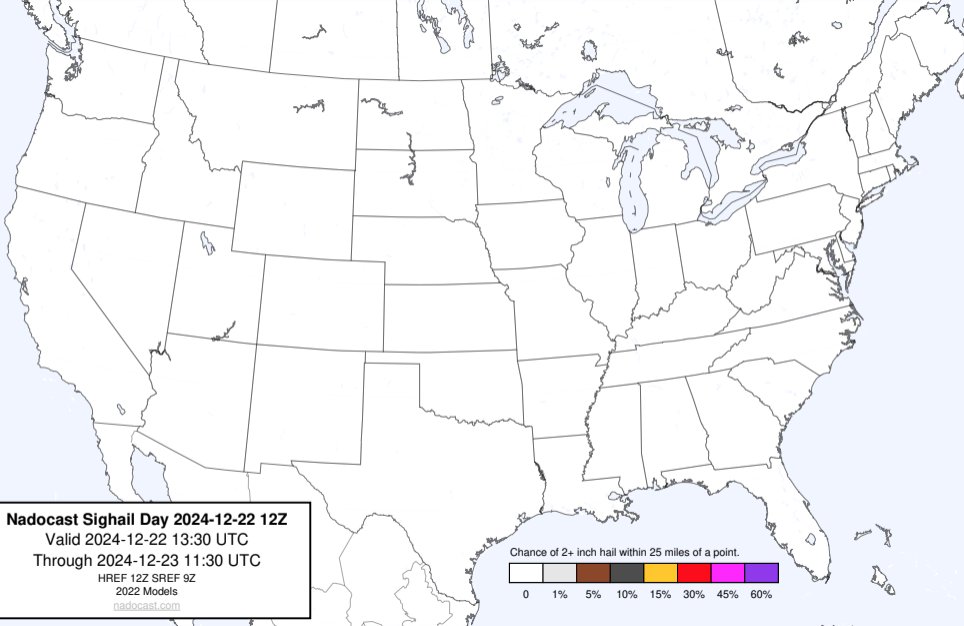 Nadocast Sighail Day 2024-12-22 12Z
Valid 2024-12-22 13:30 UTC
Through 2024-12-23 11:30 UTC
HREF 12Z SREF 9Z
2022 Models
nadocast.com
Chance of 2+ inch hail within 25 miles of a point.
0 1% 5% 10% 15% 30% 45% 60%